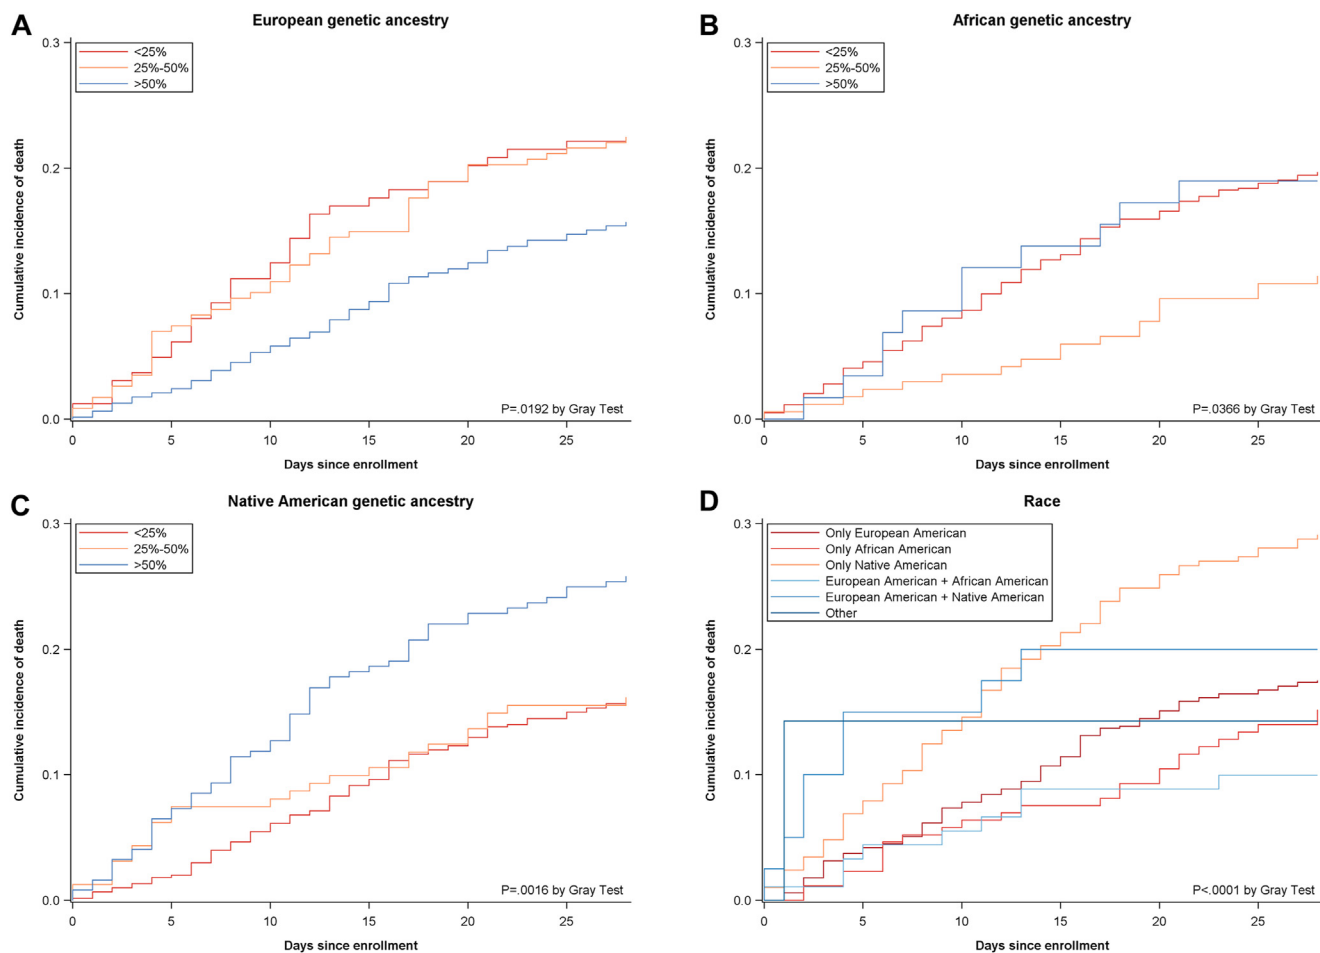 A
European genetic ancestry
<25%
25%-50%
>50%
Cumulative incidence of death
0.3
0.2
0.1
0.0
P=.0192 by Gray Test
0 5 10 15 20 25
Days since enrollment
B
African genetic ancestry
<25%
25%-50%
>50%
Cumulative incidence of death
0.3
0.2
0.1
0.0
P=.0366 by Gray Test
0 5 10 15 20 25
Days since enrollment
C
Native American genetic ancestry
<25%
25%-50%
>50%
Cumulative incidence of death
0.3
0.2
0.1
0.0
P=.0016 by Gray Test
0 5 10 15 20 25
Days since enrollment
D
Race
Only European American
Only African American
Only Native American
European American + African American
European American + Native American
Other
Cumulative incidence of death
0.3
0.2
0.1
0.0
P<.0001 by Gray Test
0 5 10 15 20 25
Days since enrollment